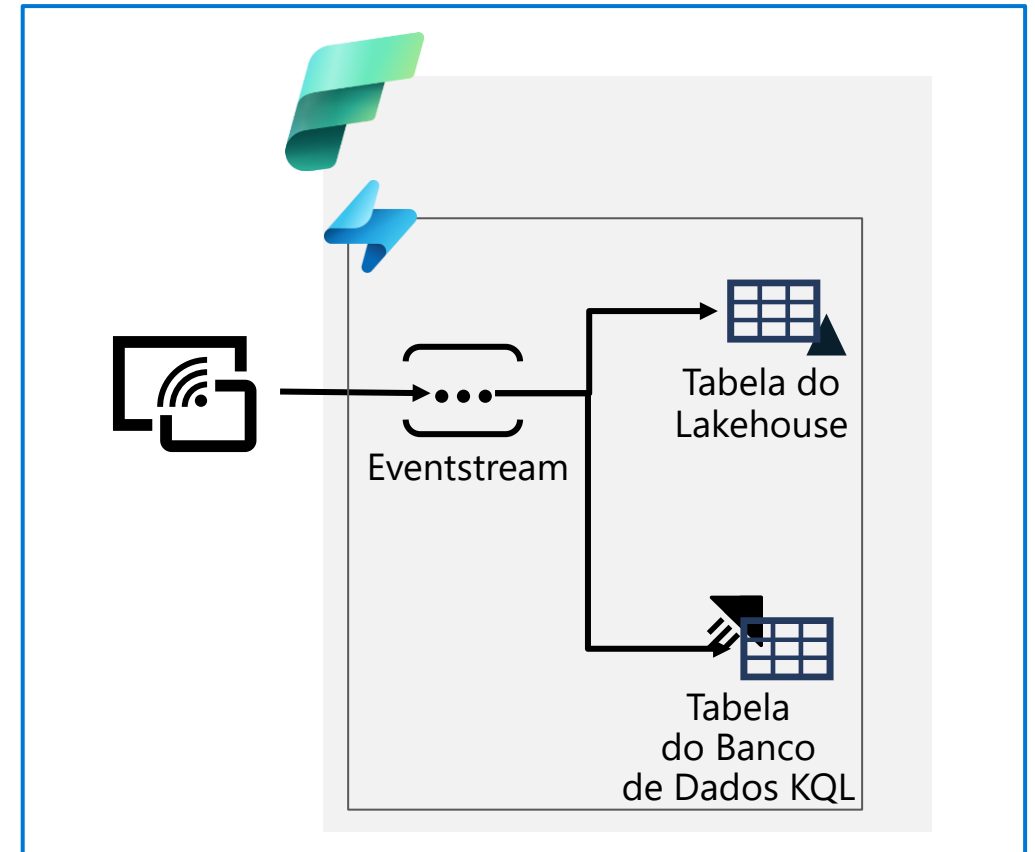 Tabela do
Lakehouse
Eventstream
Tabela
do Banco
de Dados KQL